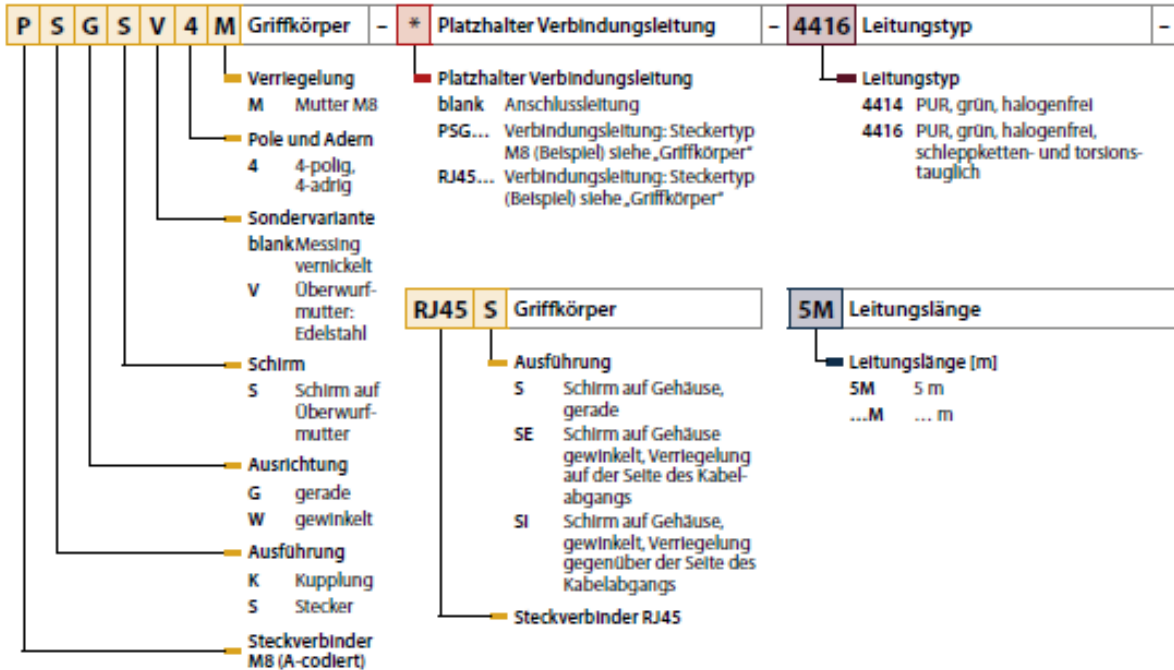 P S G S V 4 M Griffkörper – * Platzhalter Verbindungsleitung – 4416 Leitungstyp –
Verriegelung
M Mutter M8
Pole und Adern
4 4-polig,
4-adrig
Sondervariante
blank Messing
vernickelt
V Überwurf-
mutter:
Edelstahl
Schirm
S Schirm auf
Überwurf-
mutter
Ausrichtung
G gerade
W gewinkelt
Ausführung
K Kupplung
S Stecker
Steckverbinder
M8 (A-codiert)
Platzhalter Verbindungsleitung
blank Anschlussleitung
PSG... Verbindungsleitung: Steckertyp
M8 (Beispiel) siehe „Griffkörper"
RJ45... Verbindungsleitung: Steckertyp
(Beispiel) siehe „Griffkörper"
Leitungstyp
4414 PUR, grün, halogenfrei
4416 PUR, grün, halogenfrei,
schleppketten- und torsions-
tauglich
RJ45 S Griffkörper
Ausführung
S Schirm auf Gehäuse,
gerade
SE Schirm auf Gehäuse
gewinkelt, Verriegelung
auf der Seite des Kabel-
abgangs
SI Schirm auf Gehäuse,
gewinkelt, Verriegelung
gegenüber der Seite des
Kabelabgangs
Steckverbinder RJ45
5M Leitungslänge
Leitungslänge [m]
5M 5 m
...M ... m